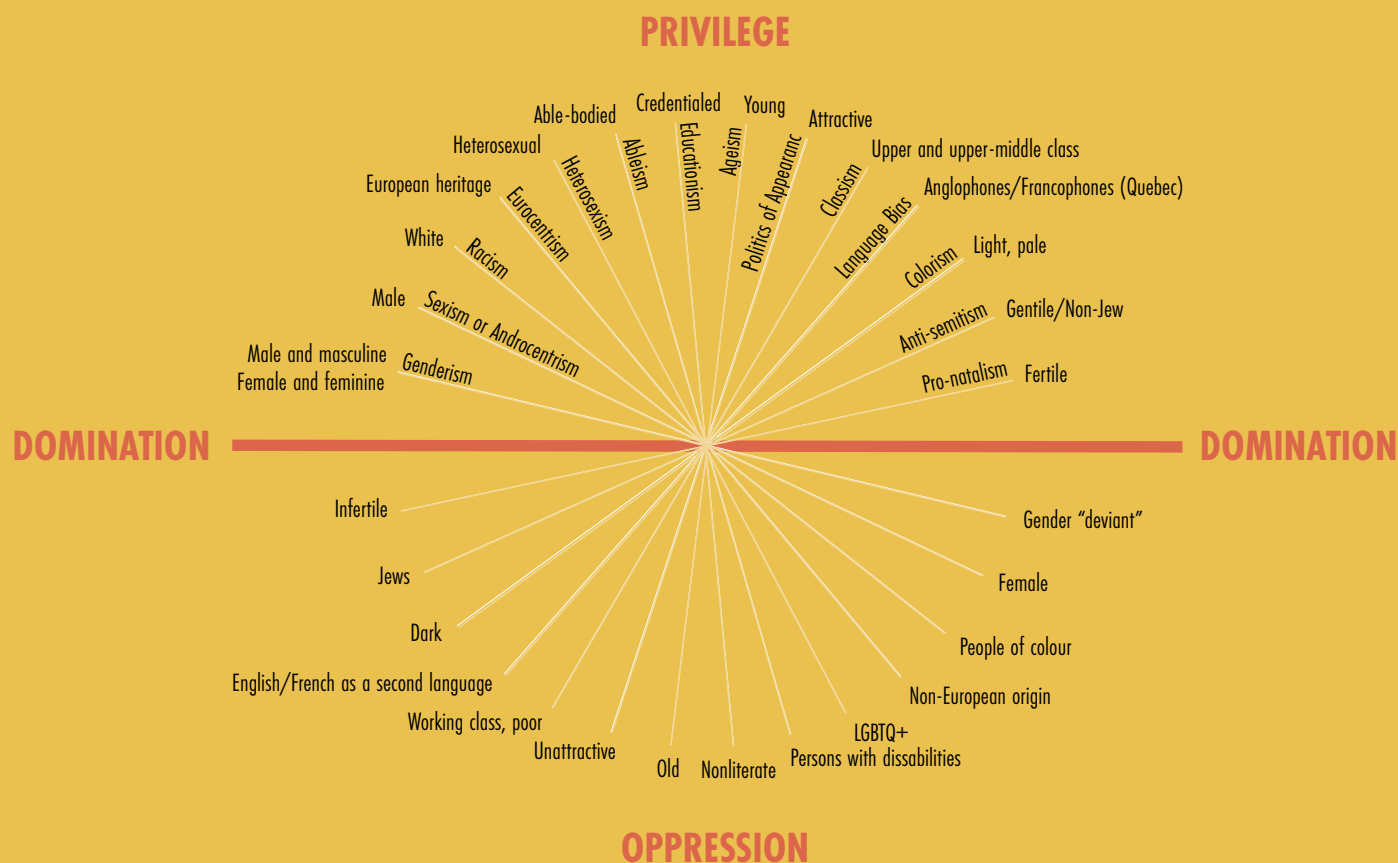 PRIVILEGE
Credentialed
Young
Able-bodied
Attractive
Heterosexual
Upper and upper-middle class
European heritage
Anglophones/Francophones (Quebec)
White
Light, pale
Male
Gentile/Non-Jew
Male and masculine
Female and feminine
Fertile
Genderism
Sexism or Androcentrism
Racism
Eurocentrism
Heterosexism
Ableism
Educationism
Ageism
Politics of Appearanc
Classism
Language Bias
Colorism
Anti-semitism
Pro-natalism
DOMINATION
DOMINATION
Infertile
Gender “deviant”
Jews
Female
Dark
People of colour
English/French as a second language
Non-European origin
Working class, poor
LGBTQ+
Unattractive
Persons with dissabilities
Old
Nonliterate
OPPRESSION